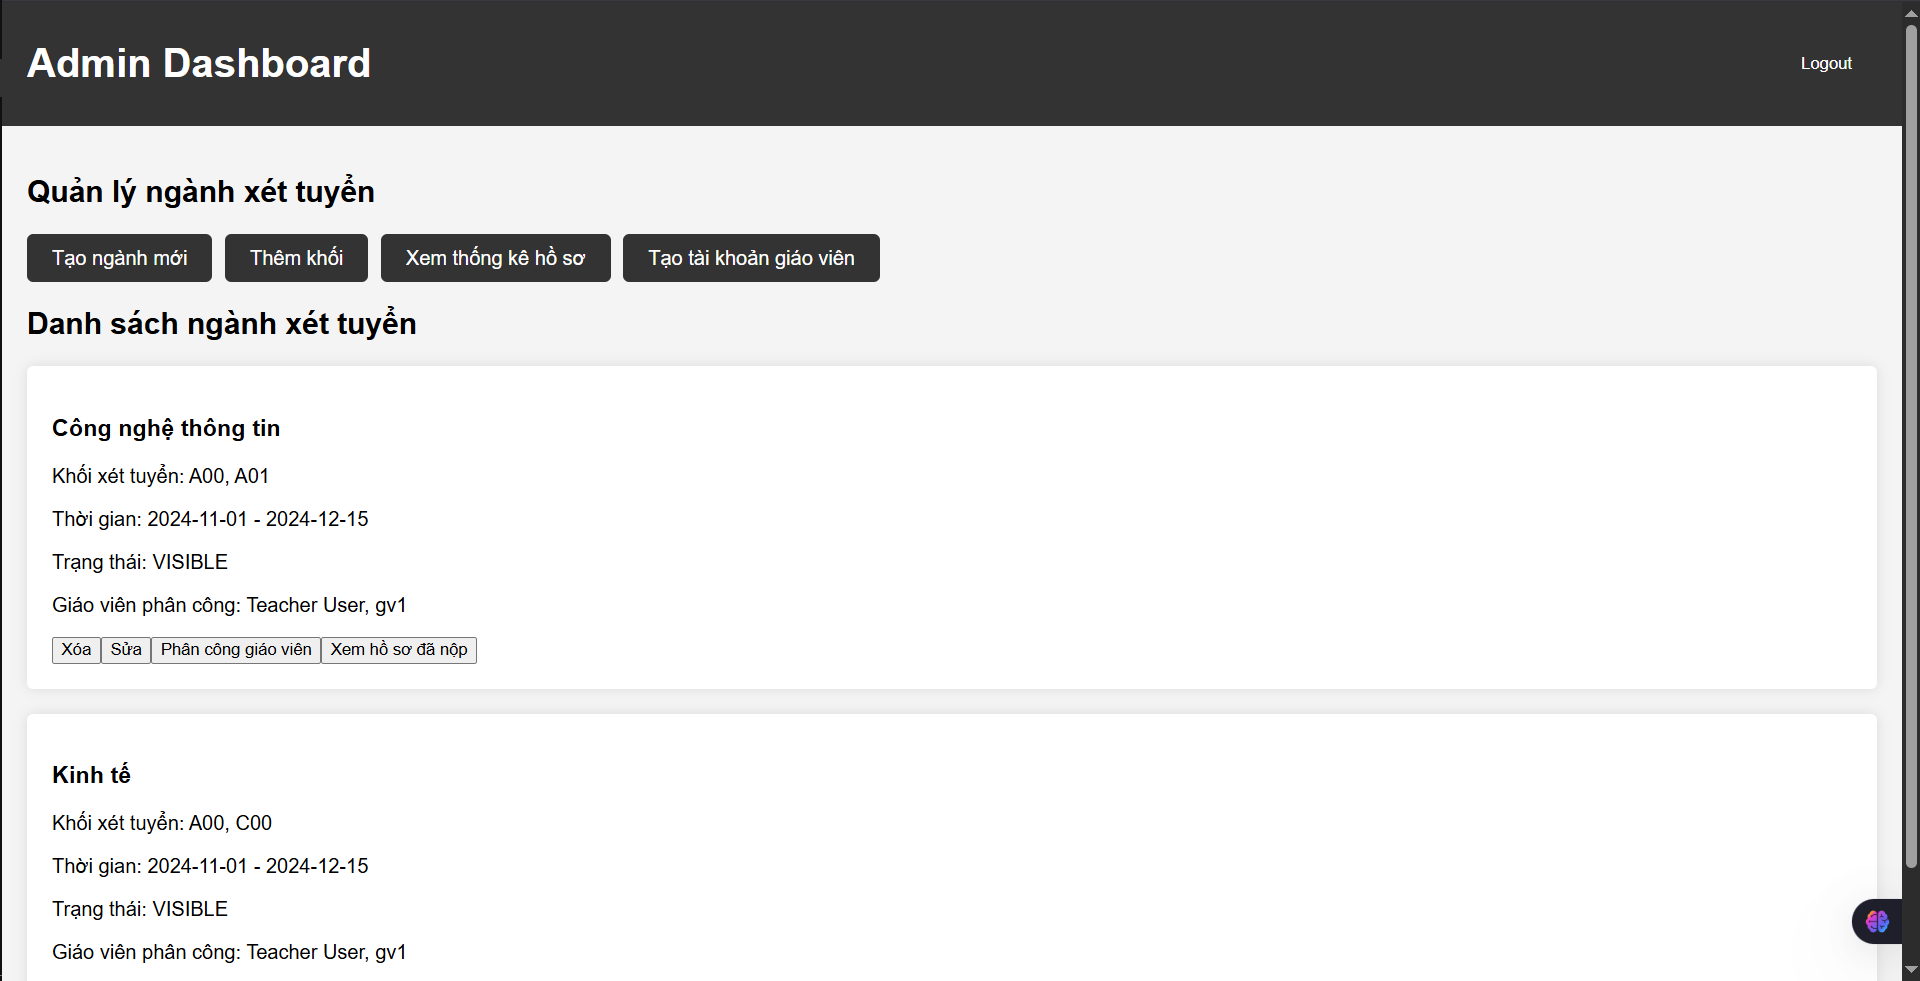 Admin Dashboard
Logout
Quản lý ngành xét tuyển
Tạo ngành mới
Thêm khối
Xem thống kê hồ sơ
Tạo tài khoản giáo viên
Danh sách ngành xét tuyển
Công nghệ thông tin
Khối xét tuyển: A00, A01
Thời gian: 2024-11-01 - 2024-12-15
Trạng thái: VISIBLE
Giáo viên phân công: Teacher User, gv1
Xóa
Sửa
Phân công giáo viên
Xem hồ sơ đã nộp
Kinh tế
Khối xét tuyển: A00, C00
Thời gian: 2024-11-01 - 2024-12-15
Trạng thái: VISIBLE
Giáo viên phân công: Teacher User, gv1